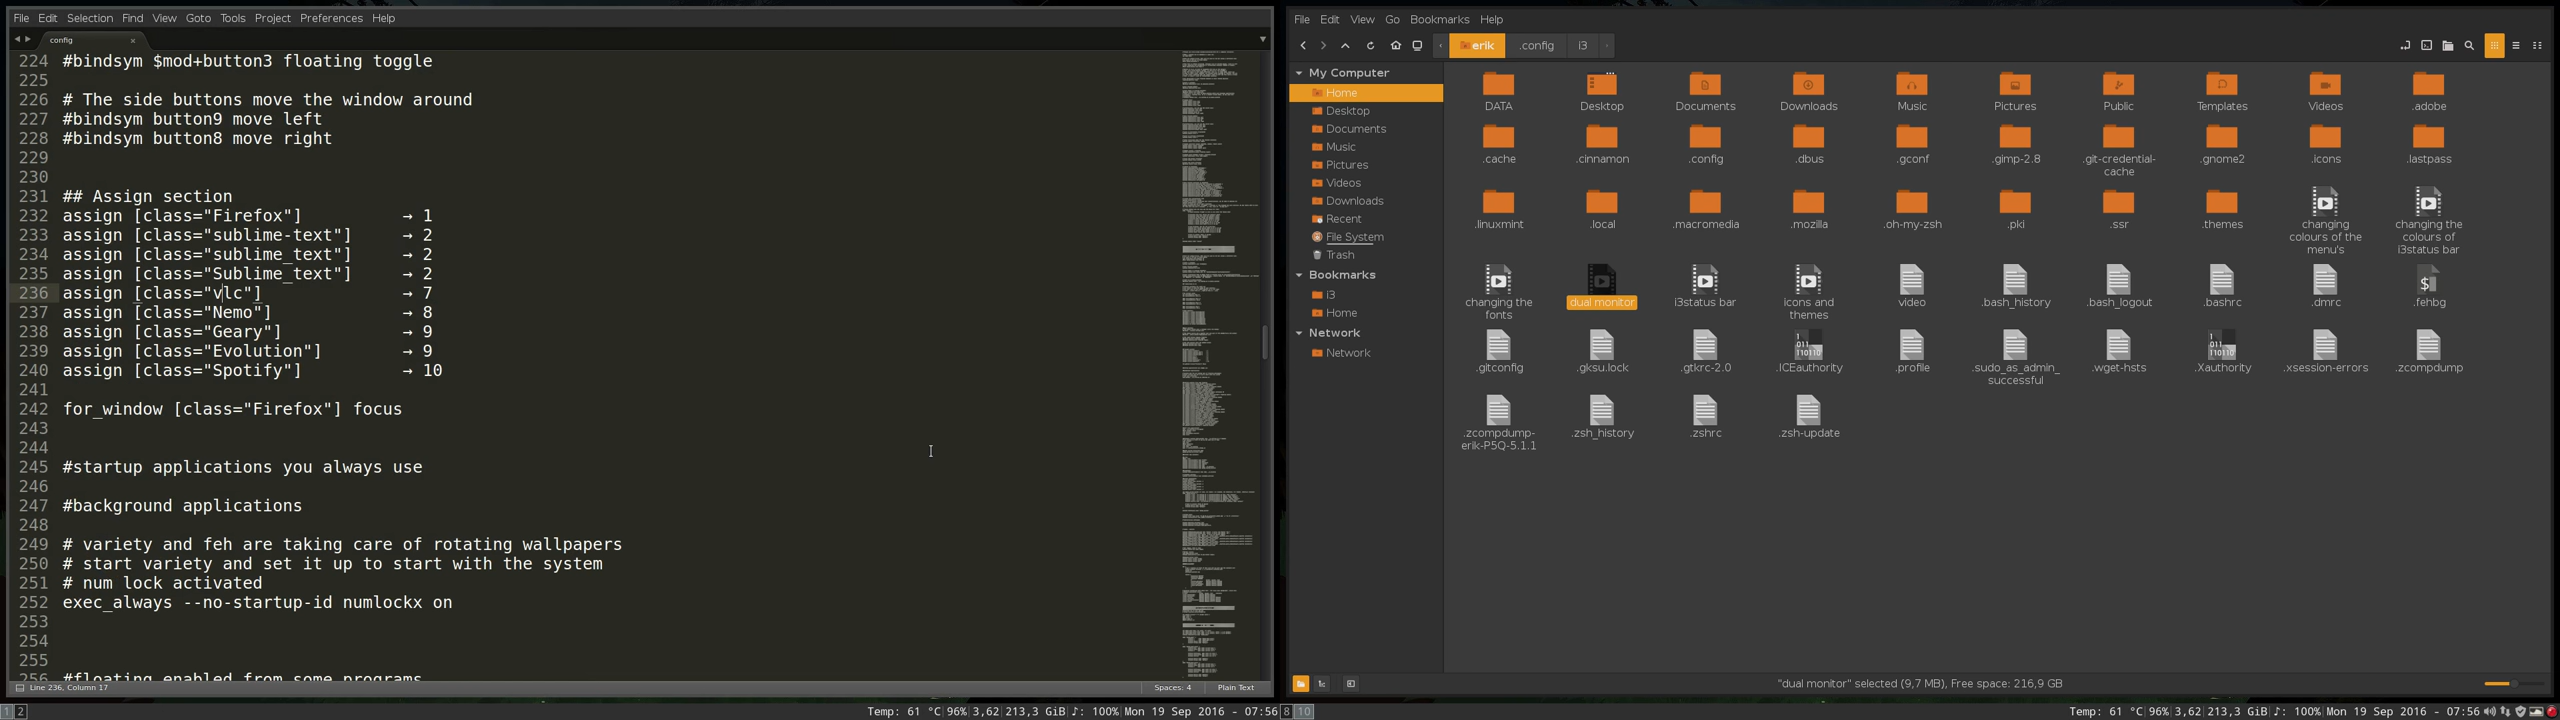 File Edit Selection Find View Goto Tools Project Preferences Help
config ×
224 #bindsym $mod+button3 floating toggle
225
226 # The side buttons move the window around
227 #bindsym button9 move left
228 #bindsym button8 move right
229
230
231 ## Assign section
232 assign [class="Firefox"] → 1
233 assign [class="sublime-text"] → 2
234 assign [class="sublime_text"] → 2
235 assign [class="Sublime_text"] → 2
236 assign [class="vlc"] → 7
237 assign [class="Nemo"] → 8
238 assign [class="Geary"] → 9
239 assign [class="Evolution"] → 9
240 assign [class="Spotify"] → 10
241
242 for_window [class="Firefox"] focus
243
244
245 #startup applications you always use
246
247 #background applications
248
249 # variety and feh are taking care of rotating wallpapers
250 # start variety and set it up to start with the system
251 # num lock activated
252 exec_always --no-startup-id numlockx on
253
254
255
256 #floating enabled from some programs
Line 236, Column 17 Spaces: 4 Plain Text
File Edit View Go Bookmarks Help
erik .config i3
My Computer
Home
Desktop
Documents
Music
Pictures
Videos
Downloads
Recent
File System
Trash
Bookmarks
i3
Home
Network
Network
DATA Desktop Documents Downloads Music Pictures Public Templates Videos .adobe
.cache .cinnamon .config .dbus .gconf .gimp-2.8 .git-credential- .gnome2 .icons .lastpass
cache
.linuxmint .local .macromedia .mozilla .oh-my-zsh .pki .ssr .themes changing changing the
colours of the colours of
menu's i3status bar
changing the dual monitor i3status bar icons and video .bash_history .bash_logout .bashrc .dmrc .fehbg
fonts themes
.gitconfig .gksu.lock .gtkrc-2.0 .ICEauthority .profile .sudo_as_admin_ .wget-hsts .Xauthority .xsession-errors .zcompdump
successful
.zcompdump- .zsh_history .zshrc .zsh-update
erik-P5Q-5.1.1
"dual monitor" selected (9,7 MB), Free space: 216,9 GB
1 2 Temp: 61 °C|96%|3,62|213,3 GiB|♪: 100%|Mon 19 Sep 2016 - 07:56
8 10 Temp: 61 °C|96%|3,62|213,3 GiB|♪: 100%|Mon 19 Sep 2016 - 07:56